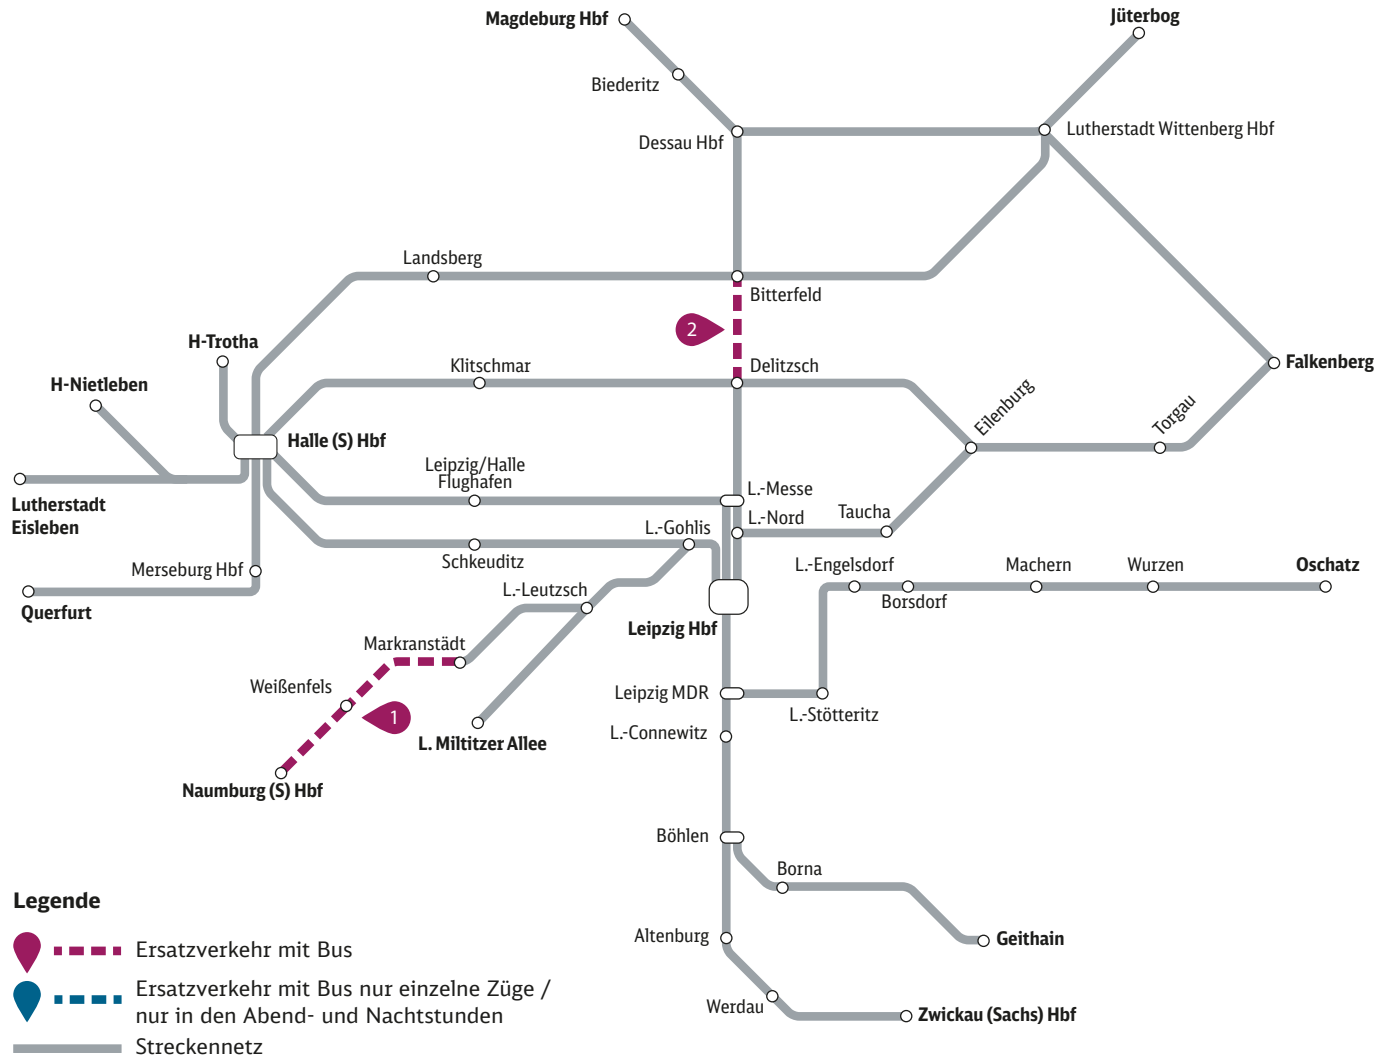 Magdeburg Hbf
Jüterbog
Biederitz
Dessau Hbf
Lutherstadt Wittenberg Hbf
Landsberg
Bitterfeld
2
H-Trotha
Klitschmar
Delitzsch
Falkenberg
H-Nietleben
Eilenburg
Torgau
Halle (S) Hbf
Leipzig/Halle
Flughafen
L.-Messe
Lutherstadt
Eisleben
L.-Gohlis
L.-Nord
Taucha
Schkeuditz
Merseburg Hbf
L.-Engelsdorf
Machern
Wurzen
Oschatz
Querfurt
L.-Leutzsch
Borsdorf
Leipzig Hbf
Markranstädt
Weißenfels
Leipzig MDR
1
L.-Stötteritz
L.-Connewitz
L. Miltitzer Allee
Naumburg (S) Hbf
Böhlen
Borna
Altenburg
Geithain
Werdau
Zwickau (Sachs) Hbf
Legende
Ersatzverkehr mit Bus
Ersatzverkehr mit Bus nur einzelne Züge /
nur in den Abend- und Nachtstunden
Streckennetz